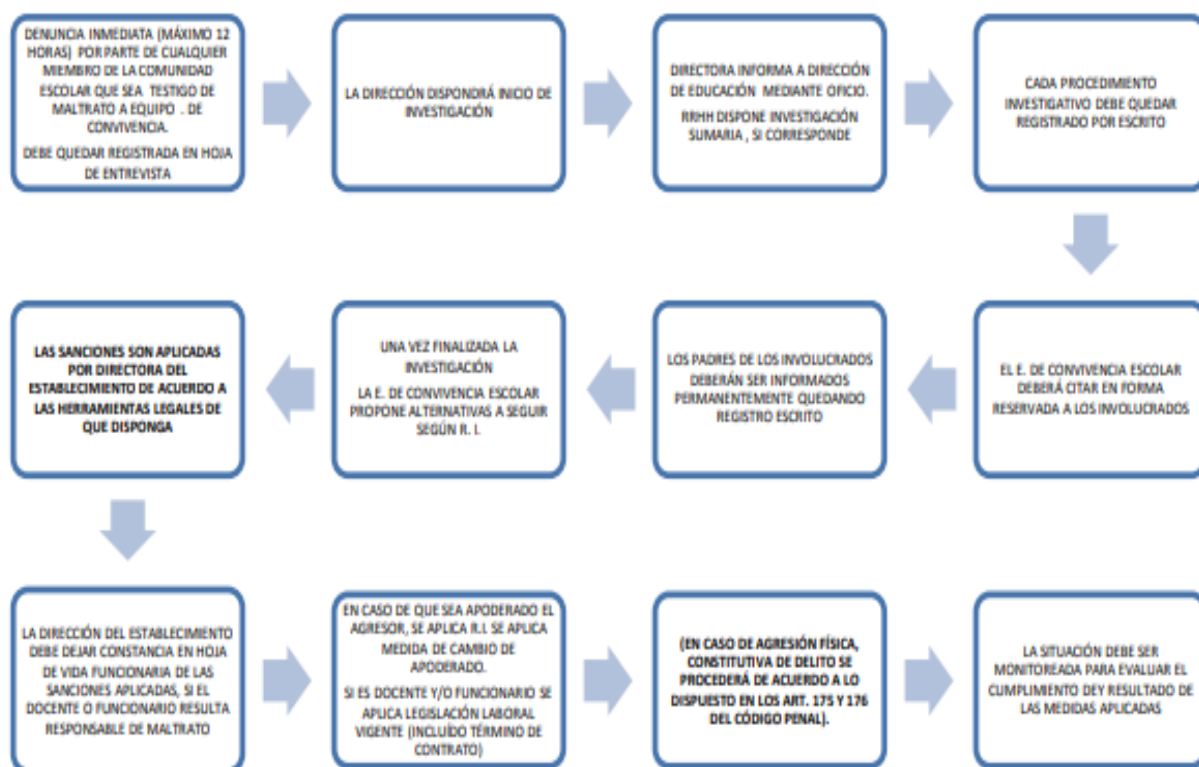 DENUNCIA INMEDIATA (MÁXIMO 12
HORAS) POR PARTE DE CUALQUIER
MIEMBRO DE LA COMUNIDAD
ESCOLAR QUE SEA TESTIGO DE
MALTRATO A EQUIPO . DE
CONVIVENCIA.
DEBE QUEDAR REGISTRADA EN HOJA
DE ENTREVISTA
LA DIRECCIÓN DISPONDRÁ INICIO DE
INVESTIGACIÓN
DIRECTORA INFORMA A DIRECCIÓN
DE EDUCACIÓN MEDIANTE OFICIO.
RRHH DISPONE INVESTIGACIÓN
SUMARIA , SI CORRESPONDE
CADA PROCEDIMIENTO
INVESTIGATIVO DEBE QUEDAR
REGISTRADO POR ESCRITO
EL E. DE CONVIVENCIA ESCOLAR
DEBERÁ CITAR EN FORMA
RESERVADA A LOS INVOLUCRADOS
LOS PADRES DE LOS INVOLUCRADOS
DEBERÁN SER INFORMADOS
PERMANENTEMENTE QUEDANDO
REGISTRO ESCRITO
UNA VEZ FINALIZADA LA
INVESTIGACIÓN
LA E. DE CONVIVENCIA ESCOLAR
PROPONE ALTERNATIVAS A SEGUIR
SEGÚN R. I.
LAS SANCIONES SON APLICADAS
POR DIRECTORA DEL
ESTABLECIMIENTO DE ACUERDO A
LAS HERRAMIENTAS LEGALES DE
QUE DISPONGA
LA DIRECCIÓN DEL ESTABLECIMIENTO
DEBE DEJAR CONSTANCIA EN HOJA
DE VIDA FUNCIONARIA DE LAS
SANCIONES APLICADAS, SI EL
DOCENTE O FUNCIONARIO RESULTA
RESPONSABLE DE MALTRATO
EN CASO DE QUE SEA APODERADO EL
AGRESOR, SE APLICA R.I. SE APLICA
MEDIDA DE CAMBIO DE
APODERADO.
SI ES DOCENTE Y/O FUNCIONARIO SE
APLICA LEGISLACIÓN LABORAL
VIGENTE (INCLUÍDO TÉRMINO DE
CONTRATO)
(EN CASO DE AGRESIÓN FÍSICA,
CONSTITUTIVA DE DELITO SE
PROCEDERÁ DE ACUERDO A LO
DISPUESTO EN LOS ART. 175 Y 176
DEL CÓDIGO PENAL).
LA SITUACIÓN DEBE SER
MONITOREADA PARA EVALUAR EL
CUMPLIMIENTO DEY RESULTADO DE
LAS MEDIDAS APLICADAS